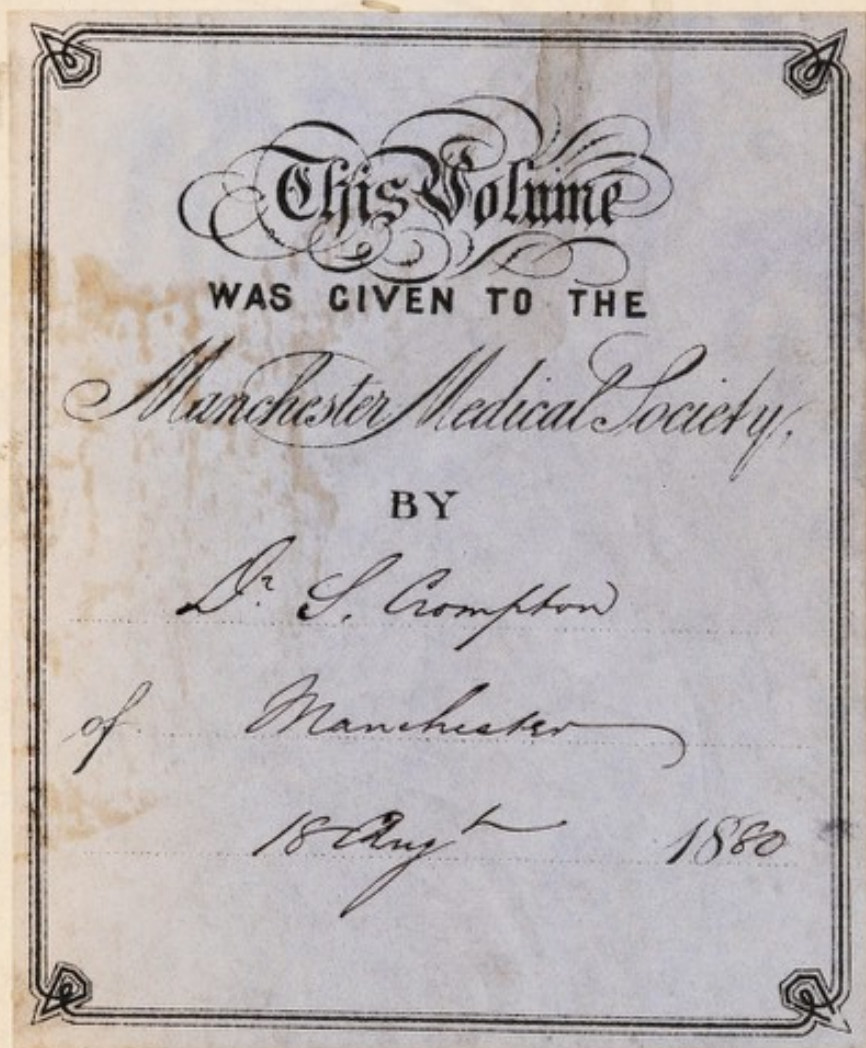 This Volume
WAS GIVEN TO THE
Manchester Medical Society,
BY
Dr. S. Crompton
of Manchester
18 Augt 1880